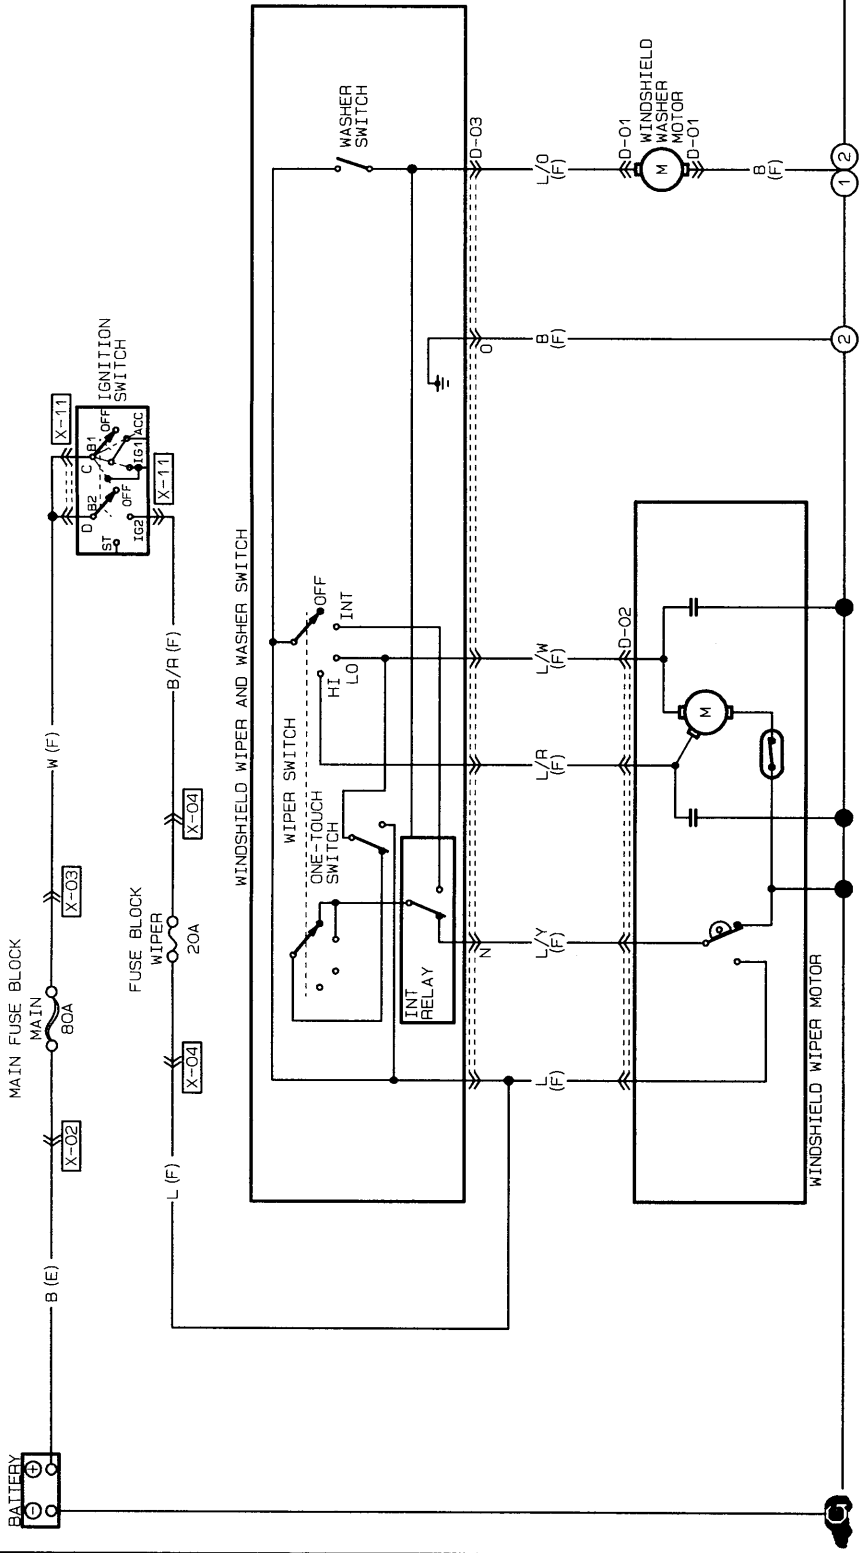 BATTERY
−
+
B (E)
X-02
MAIN FUSE BLOCK
MAIN
80A
X-03
W (F)
X-11
IGNITION
SWITCH
D
B2
C
B1
OFF
OFF
ACC
IG1
IG2
ST
X-11
B/R (F)
X-04
FUSE BLOCK
WIPER
20A
X-04
L (F)
WINDSHIELD WIPER AND WASHER SWITCH
WIPER SWITCH
ONE-TOUCH
SWITCH
HI
LO
INT
OFF
INT
RELAY
WASHER
SWITCH
N
O
D-03
L
(F)
L/Y
(F)
L/R
(F)
L/W
(F)
B
(F)
L/O
(F)
D-02
D-01
WINDSHIELD
WASHER
MOTOR
D-01
M
B
(F)
M
WINDSHIELD WIPER MOTOR
2
1
2